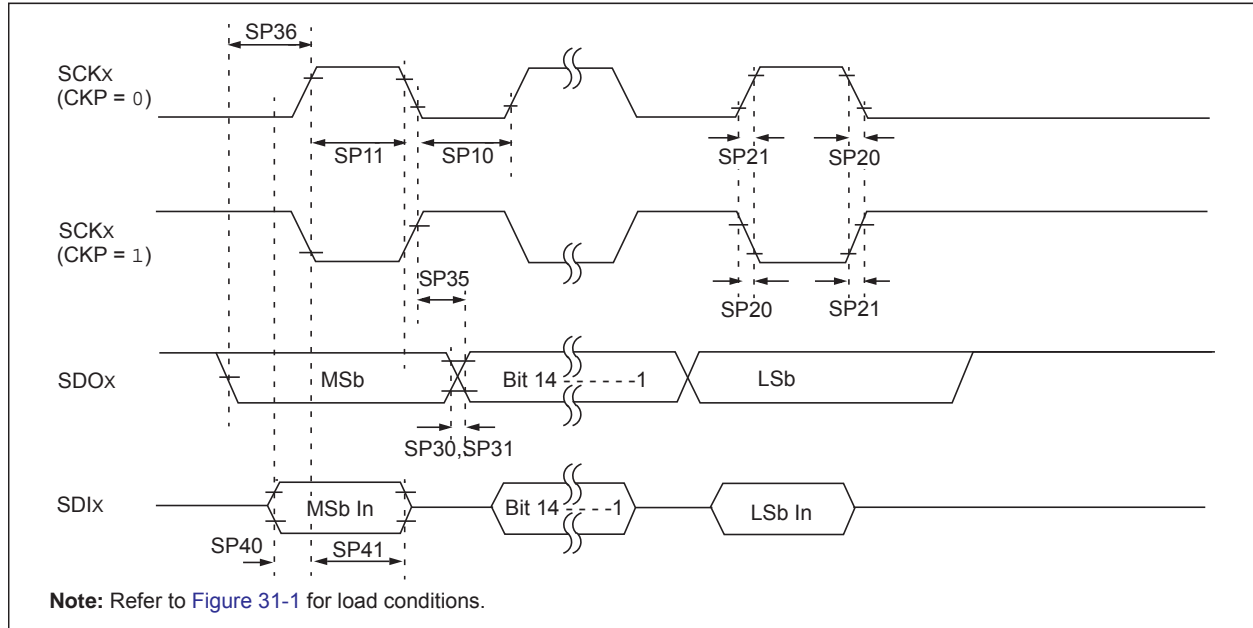 SP36
SCKx
(CKP = 0)
SP11
SP10
SP21
SP20
SCKx
(CKP = 1)
SP35
SP20
SP21
SDOx
MSb
Bit 14 - - - - - -1
LSb
SP30,SP31
SDIx
MSb In
Bit 14 - - - -1
LSb In
SP40
SP41
Note: Refer to Figure 31-1 for load conditions.